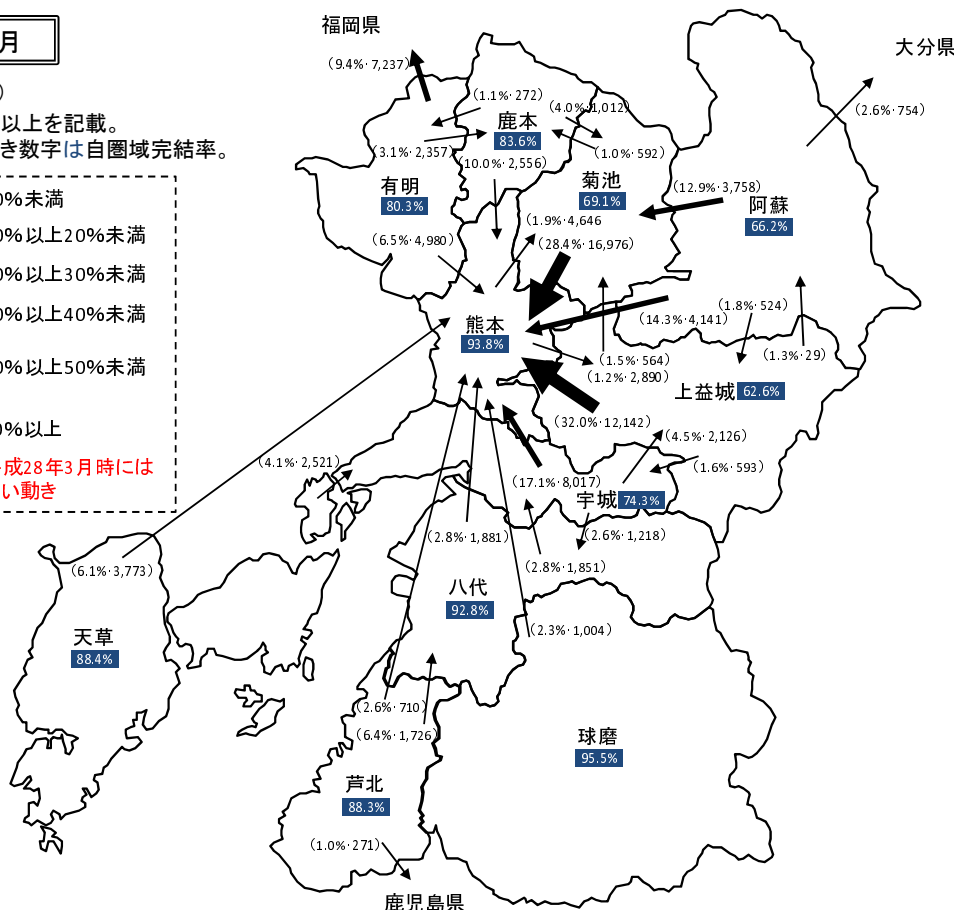 月
）
以上を記載。
き数字は自圏域完結率。
0%未満
0%以上20%未満
0%以上30%未満
0%以上40%未満
0%以上50%未満
0%以上
成28年3月時には
い動き
福岡県
大分県
（9.4%･7,237）
（2.6%･754）
（1.1%･272）
（4.0%･1,012）
鹿本
83.6%
（3.1%･2,357）
（1.0%･592）
（10.0%･2,556）
有明
80.3%
菊池
69.1%
（12.9%･3,758）
阿蘇
66.2%
（1.9%･4,646
（6.5%･4,980）
（28.4%･16,976）
熊本
93.8%
（14.3%･4,141）
（1.8%･524）
（1.3%･29）
（1.5%･564）
（1.2%･2,890）
上益城
62.6%
（32.0%･12,142）
（4.5%･2,126）
（4.1%･2,521）
（1.6%･593）
（17.1%･8,017）
宇城
74.3%
（2.8%･1,881）
（2.6%･1,218）
（2.8%･1,851）
（6.1%･3,773）
八代
92.8%
（2.3%･1,004）
天草
88.4%
（2.6%･710）
（6.4%･1,726）
球磨
95.5%
芦北
88.3%
（1.0%･271）
鹿児島県